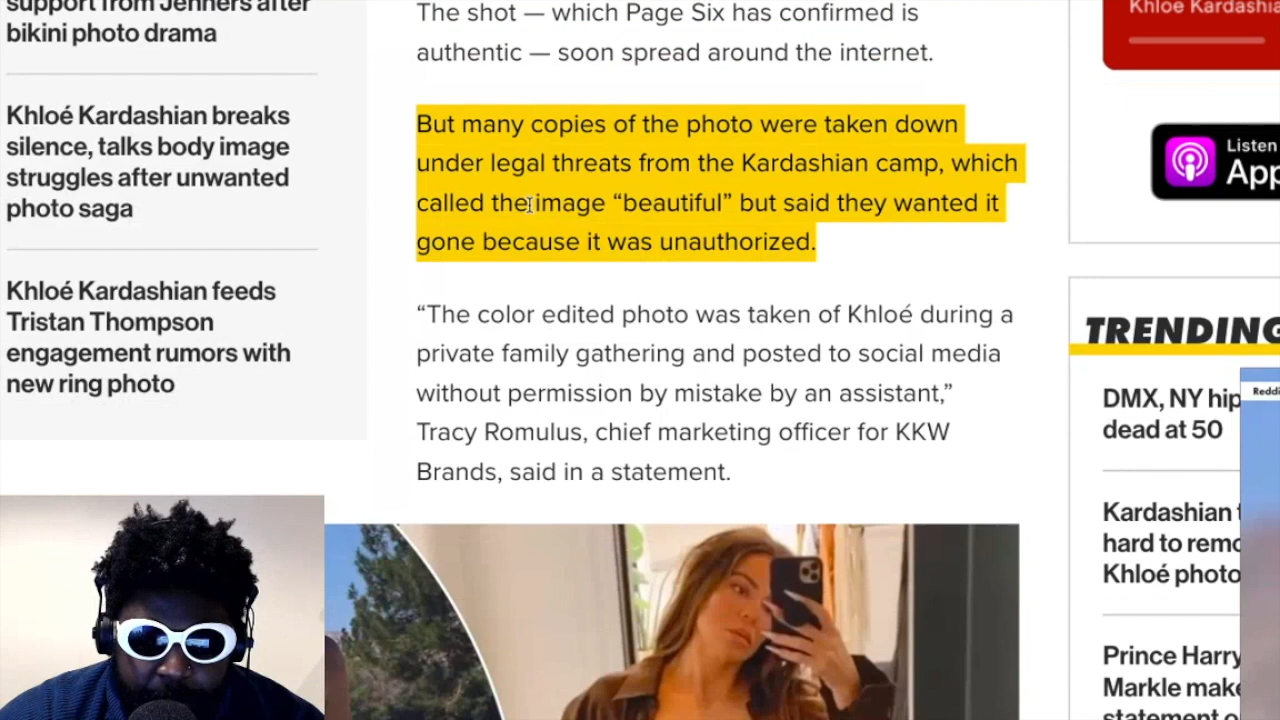 support from Jenners after
bikini photo drama
Khloé Kardashian breaks
silence, talks body image
struggles after unwanted
photo saga
Khloé Kardashian feeds
Tristan Thompson
engagement rumors with
new ring photo
The shot — which Page Six has confirmed is
authentic — soon spread around the internet.
But many copies of the photo were taken down
under legal threats from the Kardashian camp, which
called the image “beautiful” but said they wanted it
gone because it was unauthorized.
“The color edited photo was taken of Khloé during a
private family gathering and posted to social media
without permission by mistake by an assistant,”
Tracy Romulus, chief marketing officer for KKW
Brands, said in a statement.
Khloe Kardashia
Listen
App
TRENDING
DMX, NY hip
dead at 50
Kardashian t
hard to remo
Khloé photo
Prince Harry
Markle make
statement o
Reddi